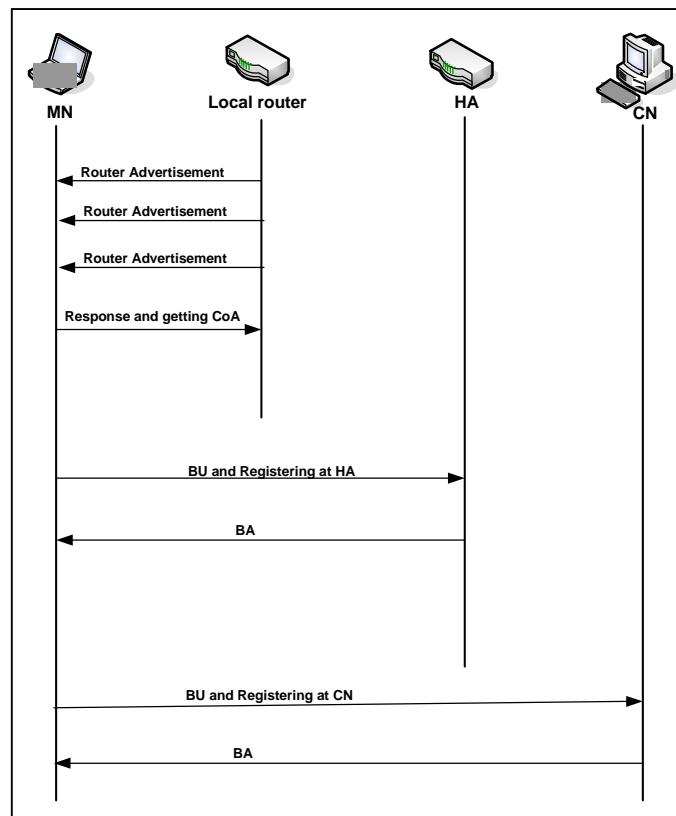 MN
Local router
HA
CN
Router Advertisement
Router Advertisement
Router Advertisement
Response and getting CoA
BU and Registering at HA
BA
BU and Registering at CN
BA